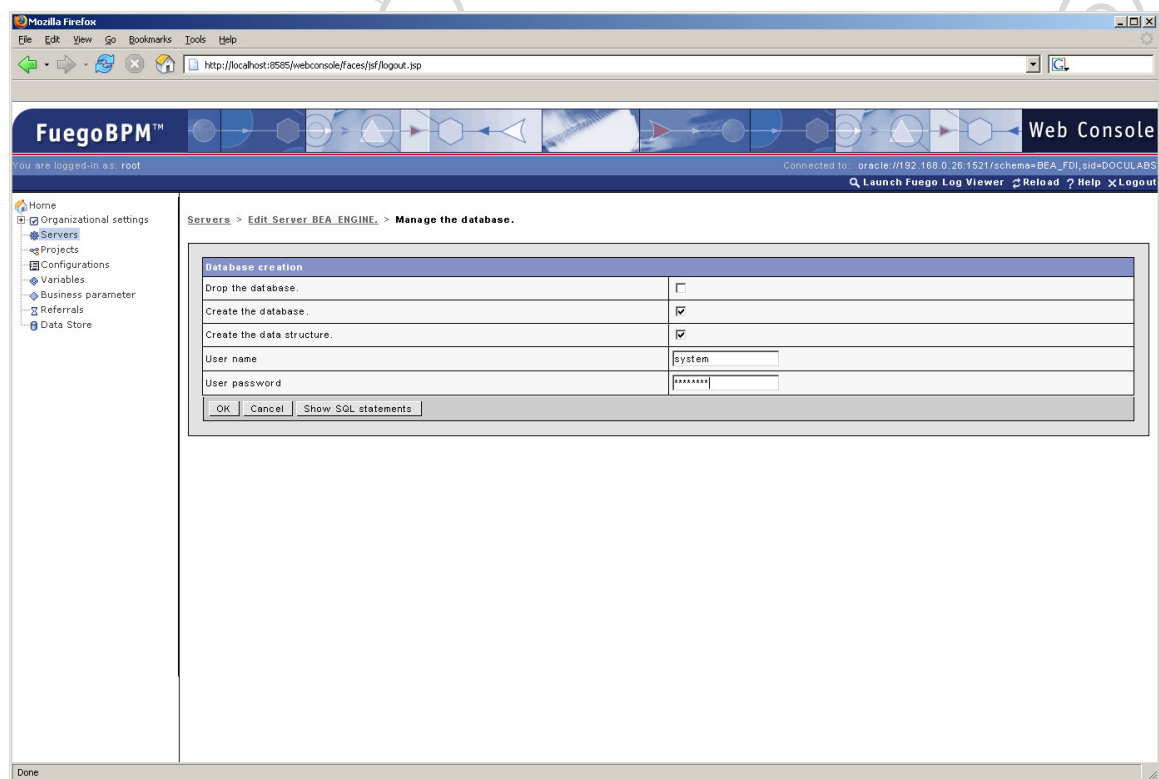 Mozilla Firefox
File Edit View Go Bookmarks Tools Help
http://localhost:8585/webconsole/faces/jsf/logout.jsp
G
FuegoBPM™
Web Console
You are logged-in as: root
Connected to: oracle://192.168.0.26:1521/schema=BEA_FDI,sid=DOCULABS
Launch Fuego Log Viewer Reload ? Help X Logout
Home
Organizational settings
Servers
Projects
Configurations
Variables
Business parameter
Referrals
Data Store
Servers > Edit Server BEA_ENGINE. > Manage the database.
Database creation
Drop the database.
Create the database.
Create the data structure.
User name system
User password ********
OK Cancel Show SQL statements
Done